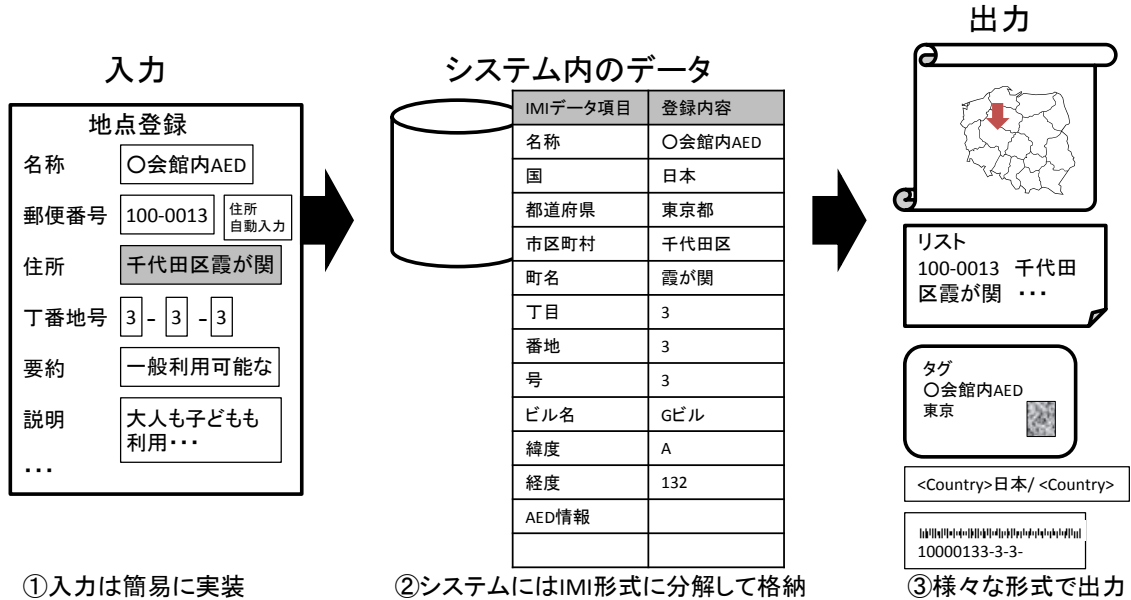 入力
地点登録
名称 〇会館内AED
郵便番号 100-0013 住所
自動入力
住所 千代田区霞が関
丁番地号 3 - 3 - 3
要約 一般利用可能な
説明 大人も子どもも
利用・・・
・・・
①入力は簡易に実装
システム内のデータ
IMIデータ項目 登録内容
名称 〇会館内AED
国 日本
都道府県 東京都
市区町村 千代田区
町名 霞が関
丁目 3
番地 3
号 3
ビル名 Gビル
緯度 A
経度 132
AED情報
②システムにはIMI形式に分解して格納
出力
リスト
100-0013 千代田
区霞が関 ・・・
タグ
〇会館内AED
東京
<Country>日本/ <Country>
10000133-3-3-
③様々な形式で出力